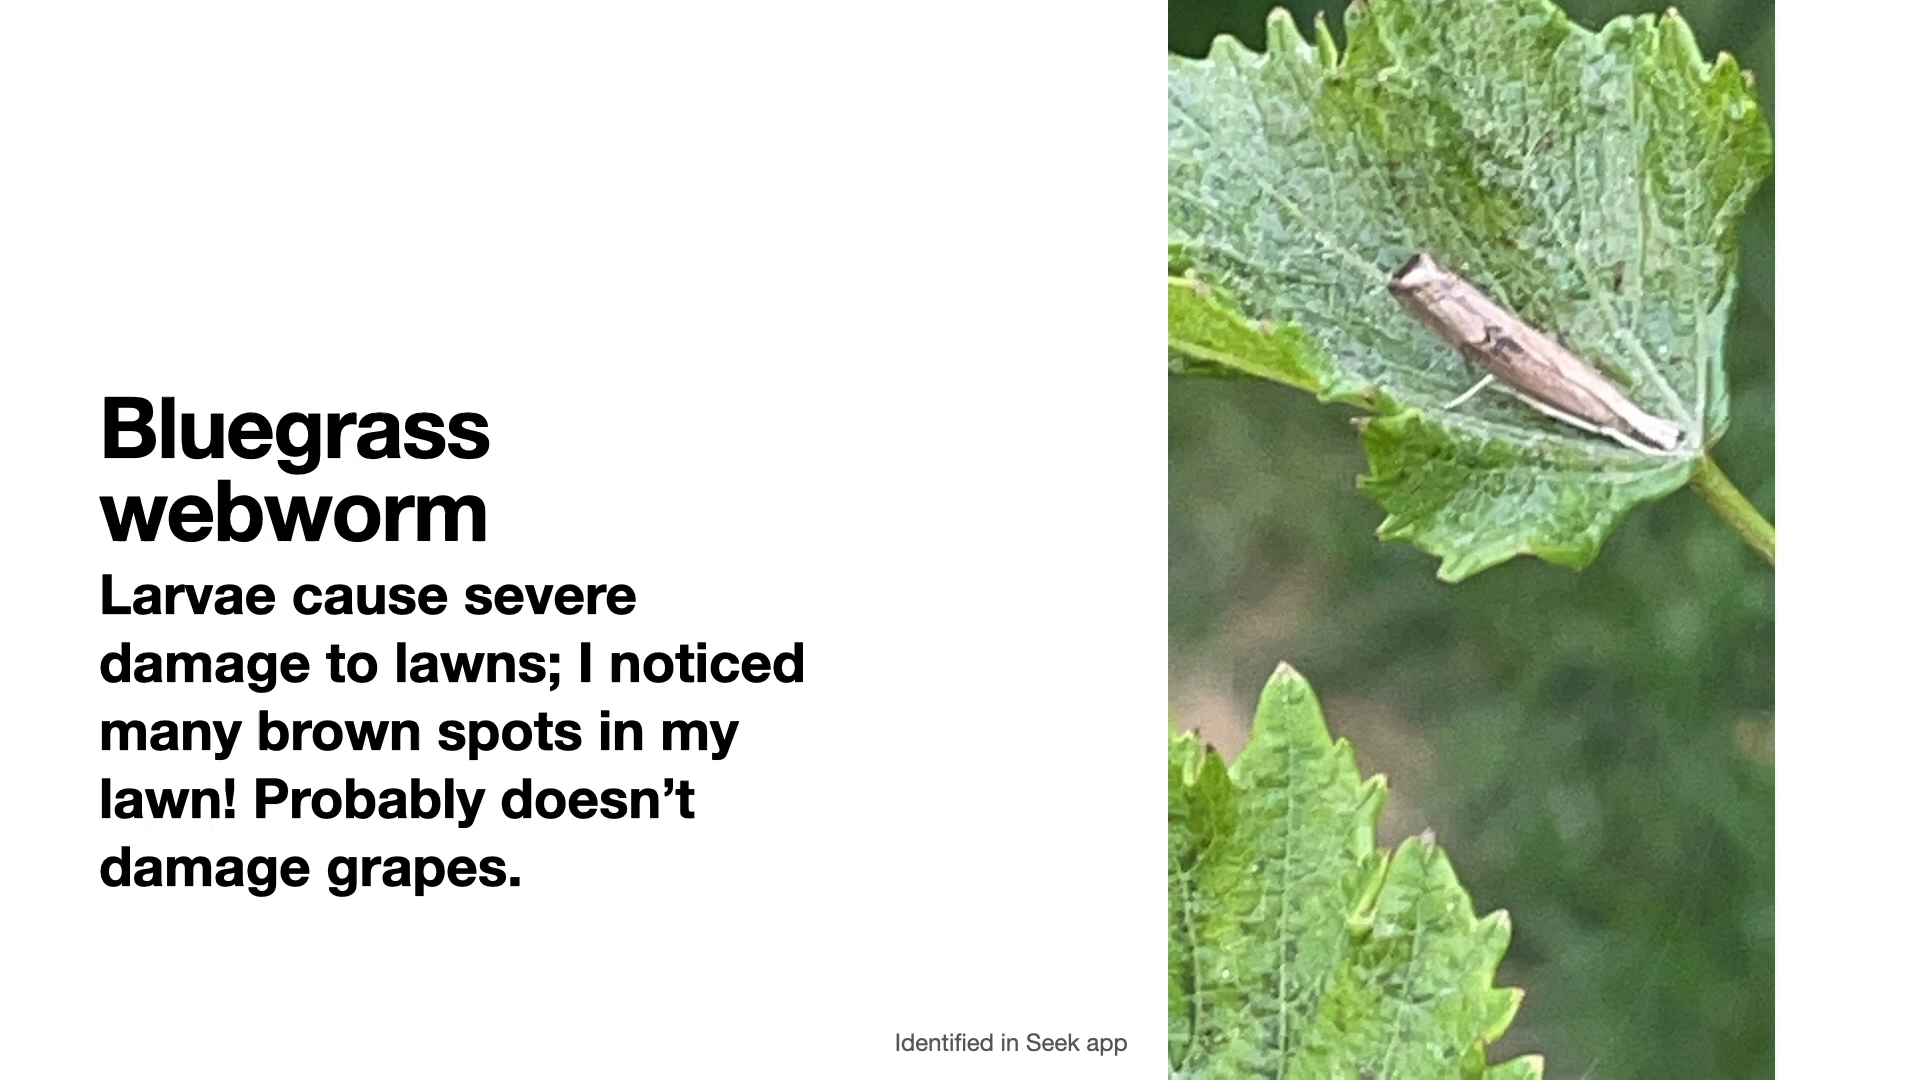 Bluegrass
webworm
Larvae cause severe
damage to lawns; I noticed
many brown spots in my
lawn! Probably doesn’t
damage grapes.
Identified in Seek app